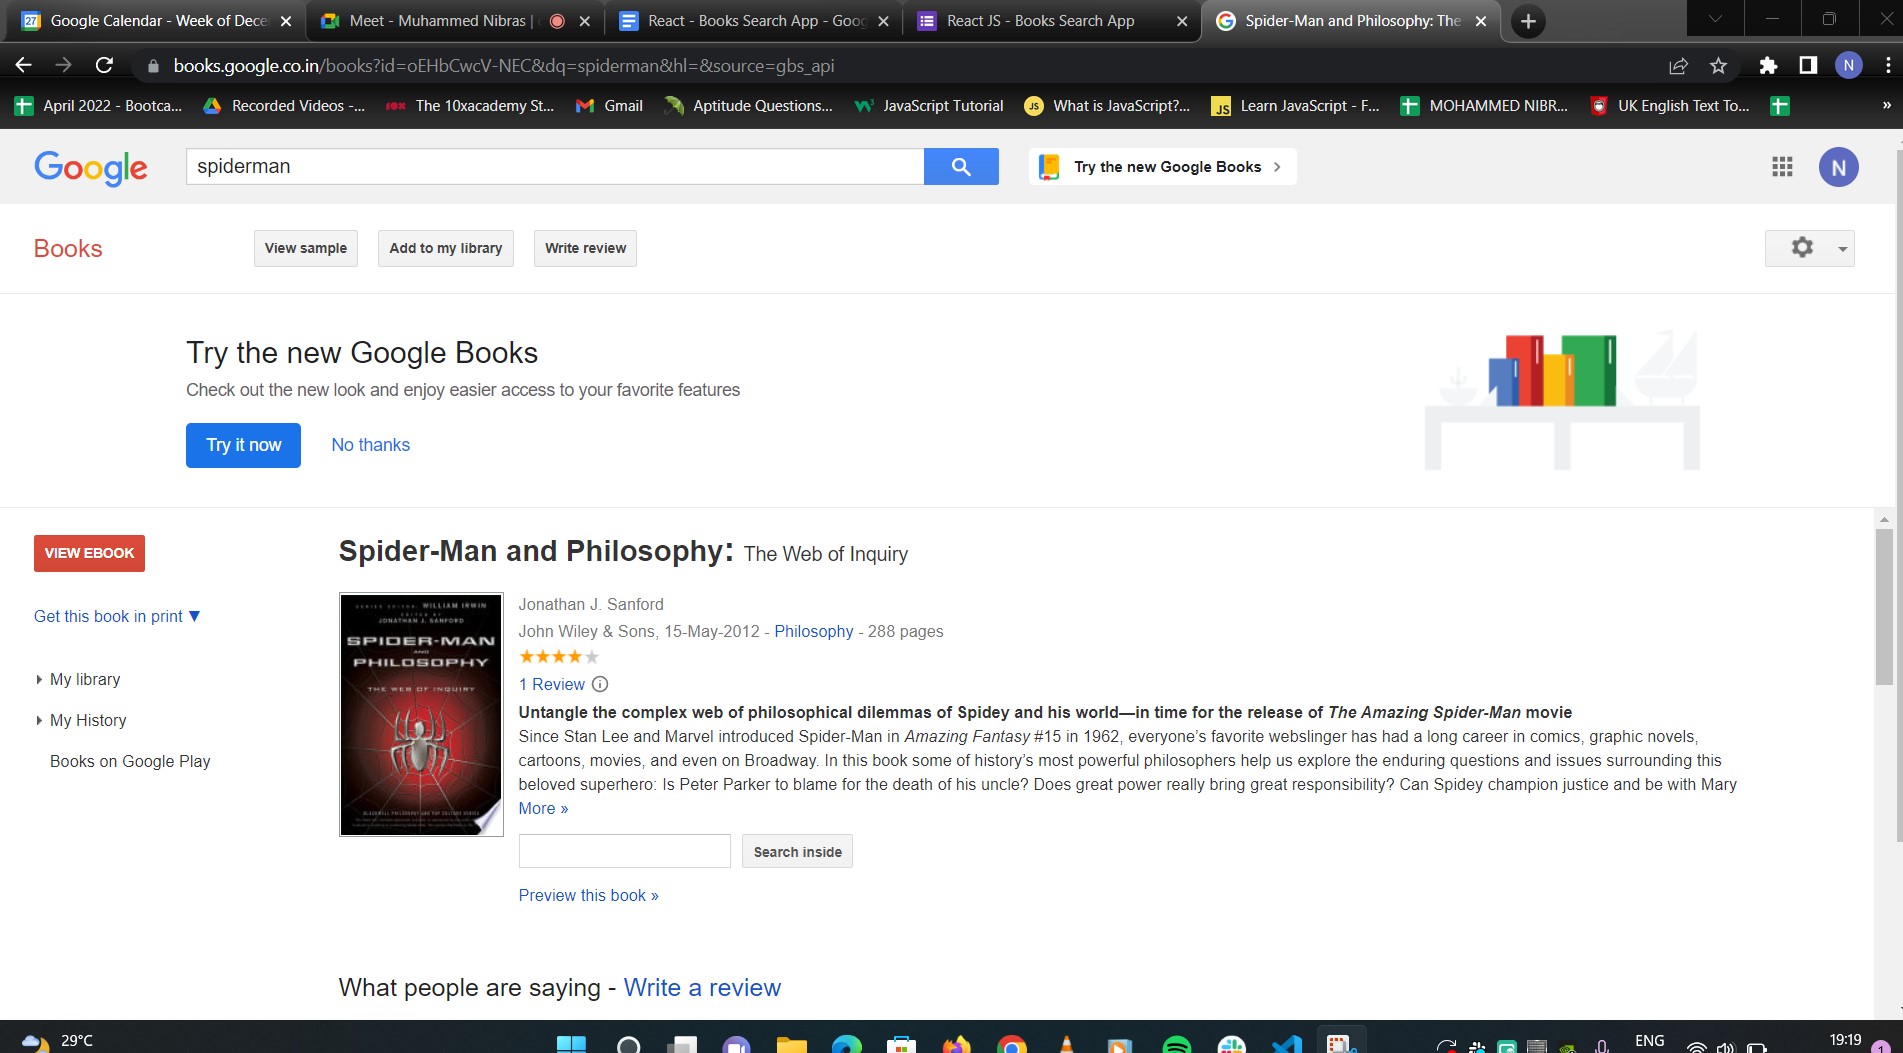 27 Google Calendar - Week of Dece
Meet - Muhammed Nibras |
React - Books Search App - Goog
React JS - Books Search App
Spider-Man and Philosophy: The
books.google.co.in/books?id=oEHbCwcV-NEC&dq=spiderman&hl=&source=gbs_api
N
April 2022 - Bootca...
Recorded Videos -...
10x The 10xacademy St...
Gmail
Aptitude Questions...
JavaScript Tutorial
JS What is JavaScript?...
JS Learn JavaScript - F...
MOHAMMED NIBR...
UK English Text To...
»
Google
spiderman
Try the new Google Books
N
Books
View sample
Add to my library
Write review
Try the new Google Books
Check out the new look and enjoy easier access to your favorite features
Try it now
No thanks
VIEW EBOOK
Get this book in print ▼
My library
My History
Books on Google Play
Spider-Man and Philosophy: The Web of Inquiry
SERIES EDITOR: WILLIAM IRWIN
EDITED BY
JONATHAN J. SANFORD
SPIDER-MAN
AND
PHILOSOPHY
THE WEB OF INQUIRY
BLACKWELL PHILOSOPHY AND POP CULTURE SERIES
Jonathan J. Sanford
John Wiley & Sons, 15-May-2012 - Philosophy - 288 pages
1 Review
Untangle the complex web of philosophical dilemmas of Spidey and his world—in time for the release of The Amazing Spider-Man movie
Since Stan Lee and Marvel introduced Spider-Man in Amazing Fantasy #15 in 1962, everyone’s favorite webslinger has had a long career in comics, graphic novels,
cartoons, movies, and even on Broadway. In this book some of history’s most powerful philosophers help us explore the enduring questions and issues surrounding this
beloved superhero: Is Peter Parker to blame for the death of his uncle? Does great power really bring great responsibility? Can Spidey champion justice and be with Mary
More »
Search inside
Preview this book »
What people are saying - Write a review
29°C
ENG
19:19
1